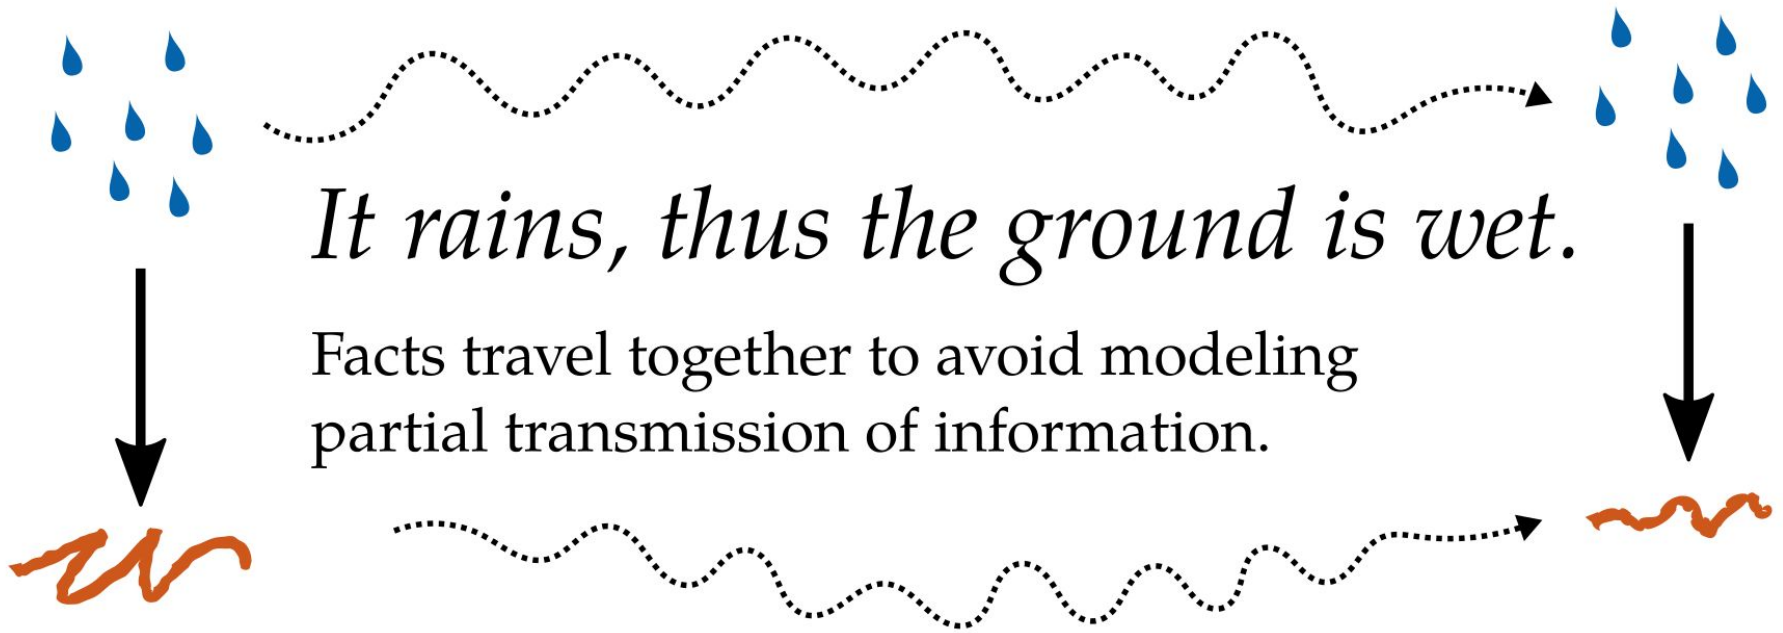 It rains, thus the ground is wet.
Facts travel together to avoid modeling
partial transmission of information.